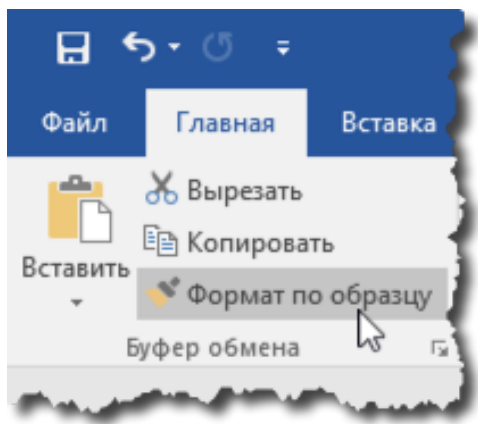 Файл Главная Вставка
Вырезать
Копировать
Вставить
Формат по образцу
Буфер обмена